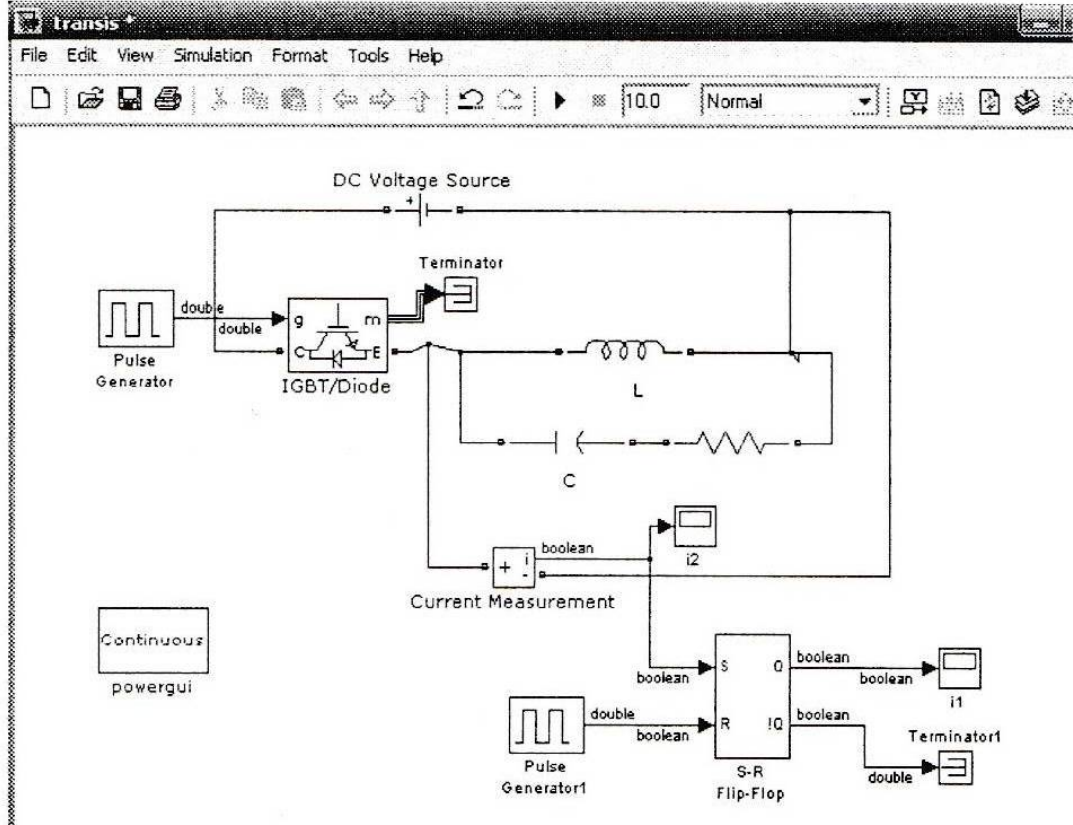 transis *
File Edit View Simulation Format Tools Help
10.0 Normal
DC Voltage Source
+
Terminator
double
double
g m
C E
Pulse
Generator
IGBT/Diode
L
C
boolean
i2
+ i
-
Current Measurement
Continuous
powergui
boolean
S Q
boolean
boolean
i1
double
boolean
R !Q
boolean
double
Terminator1
Pulse
Generator1
S-R
Flip-Flop